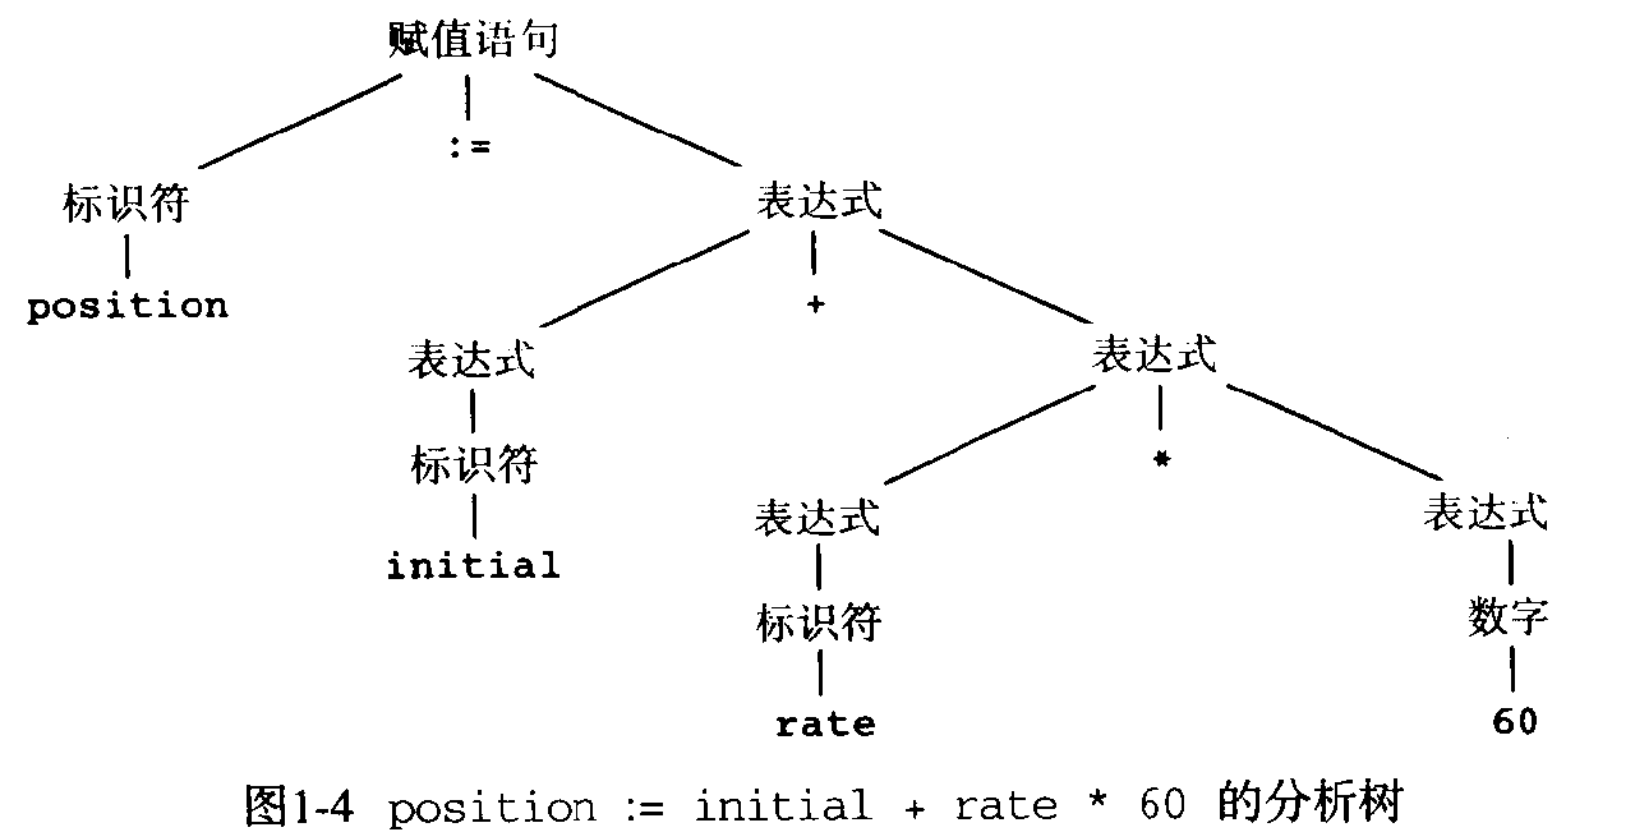 赋值语句
:=
标识符
表达式
position
+
表达式
表达式
标识符
*
initial
表达式
表达式
标识符
数字
rate
60
图1-4 position := initial + rate * 60 的分析树